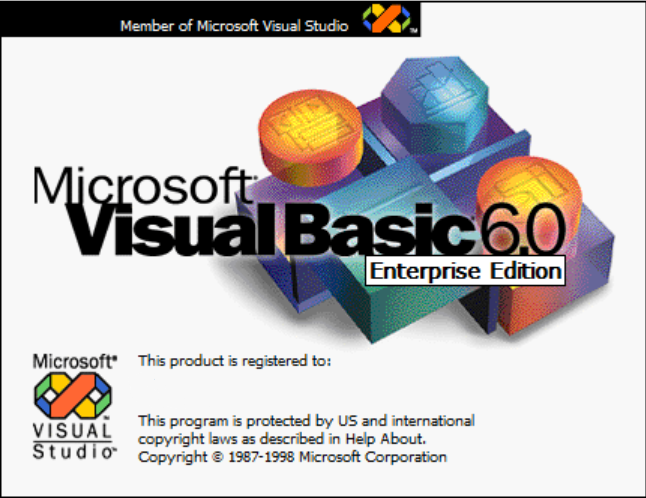 Member of Microsoft Visual Studio ™
Microsoft®
Visual Basic 6.0
Enterprise Edition
Microsoft®
VISUAL
Studio™
This product is registered to:
This program is protected by US and international
copyright laws as described in Help About.
Copyright © 1987-1998 Microsoft Corporation